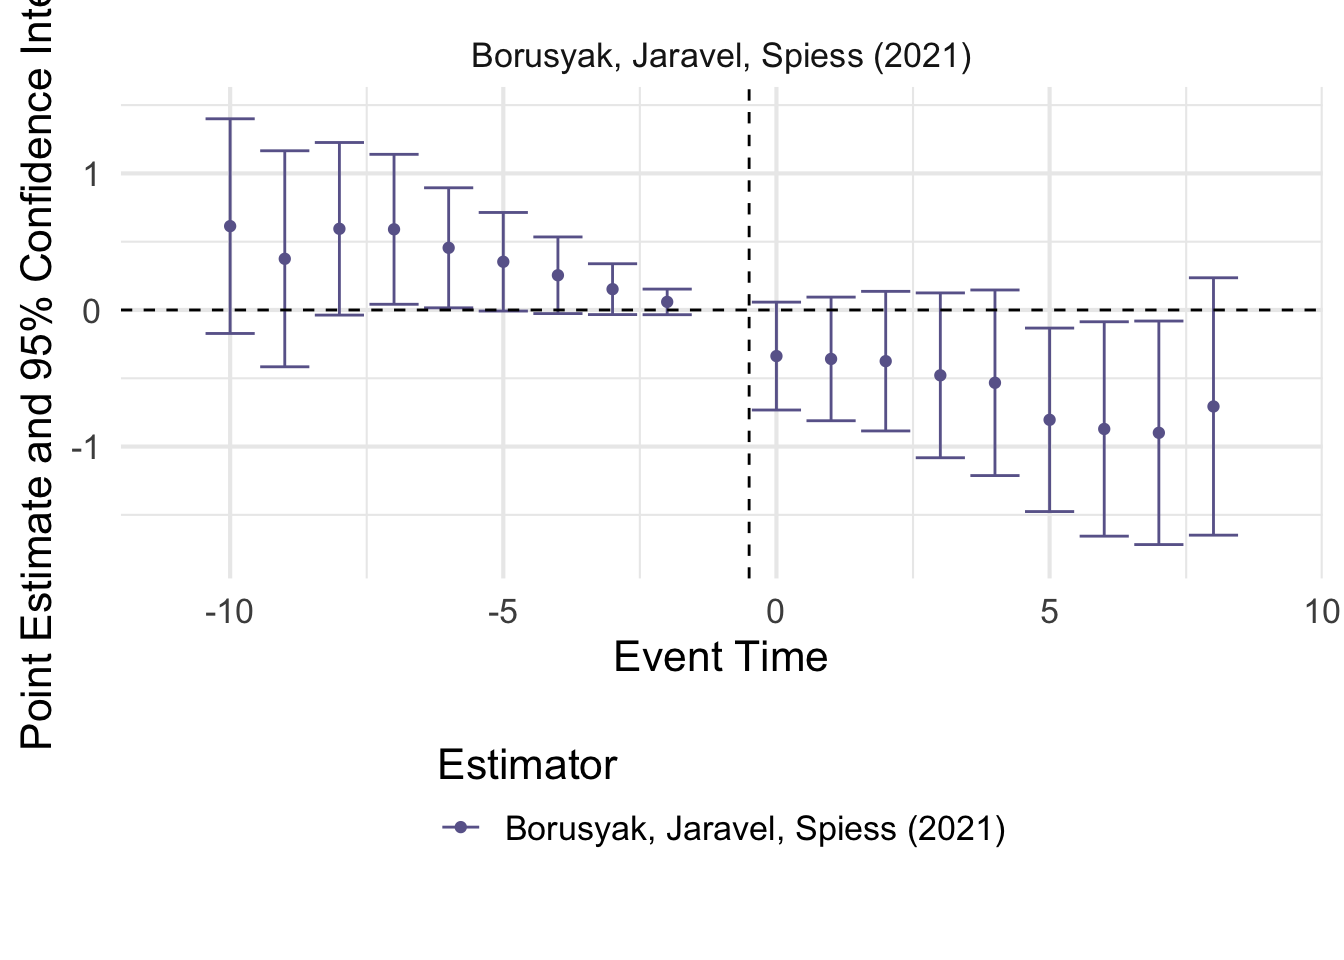 Borusyak, Jaravel, Spiess (2021)
Point Estimate and 95% Confidence Inte
1
0
-1
-10 -5 0 5 10
Event Time
Estimator
Borusyak, Jaravel, Spiess (2021)